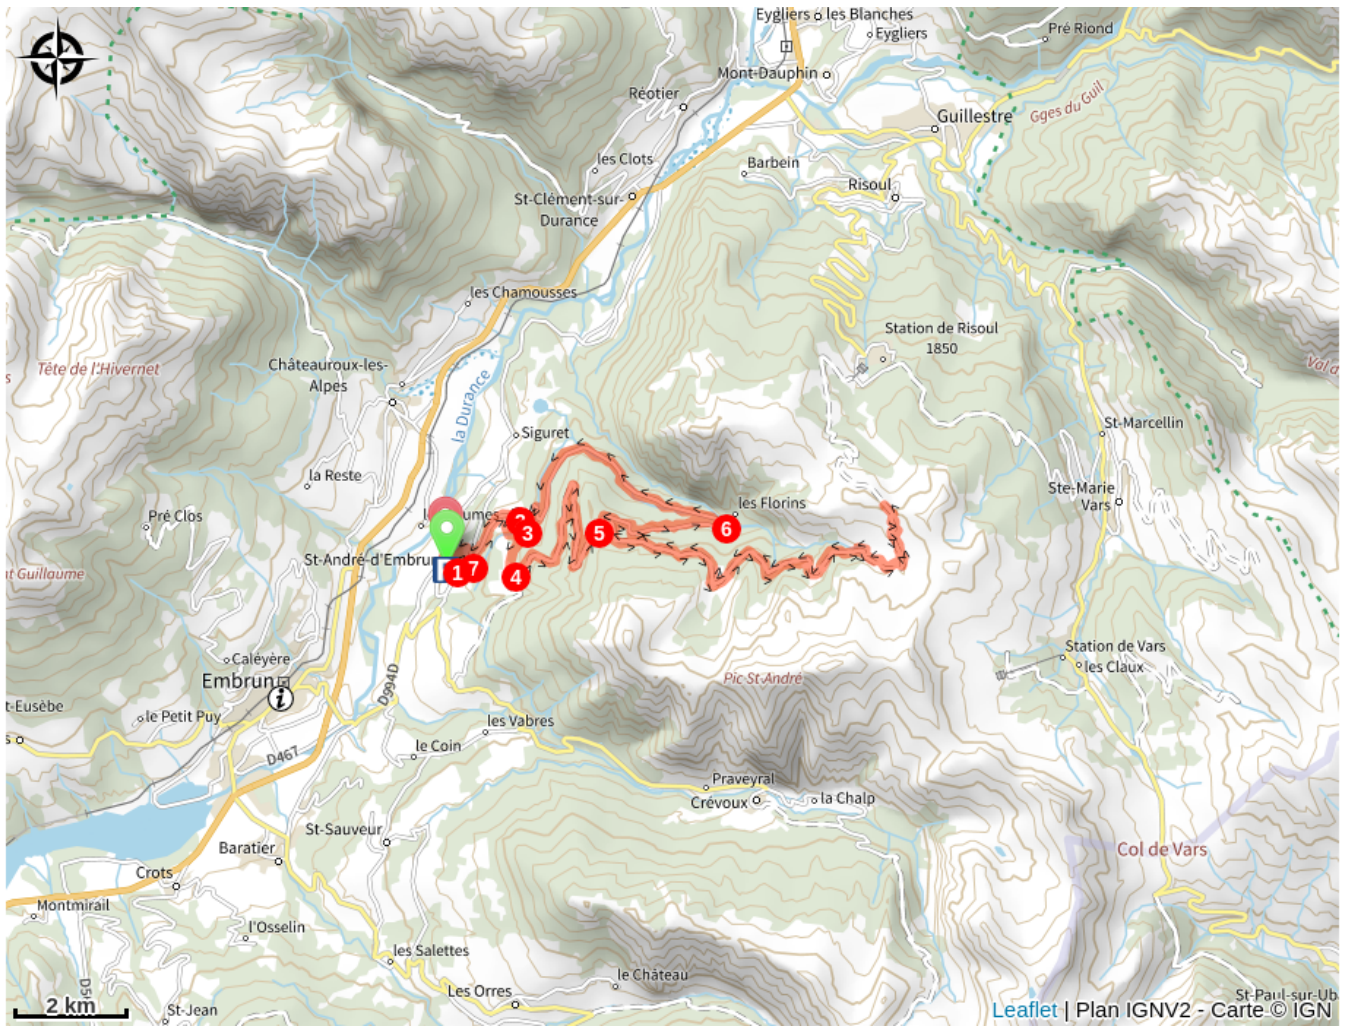 Eygliers
les Blanches
Eygliers
Pré Riond
Mont-Dauphin
Réotier
Guillestre
Gges du Guil
les Clots
Barbein
St-Clément-sur-
Durance
Risoul
les Chamousses
Station de Risoul
1850
Tête de l'Hivernet
Châteauroux-les-
Alpes
la Durance
Siguret
St-Marcellin
la Reste
Ste-Marie
Vars
les Florins
Pré Clos
2
3
5
6
St-André-d'Embrun
1
7
4
Caléyère
Embrun
i
Station de Vars
les Claux
Pic St-André
D994D
le Petit Puy
les Vabres
le Coin
D467
Praveyral
Crévoux
la Chalp
St-Sauveur
Baratier
Col de Vars
Crots
Montmirail
l'Osselin
les Salettes
le Château
Les Orres
2 km
St-Jean
St-Paul-sur-Ub
Leaflet | Plan IGNV2 - Carte © IGN